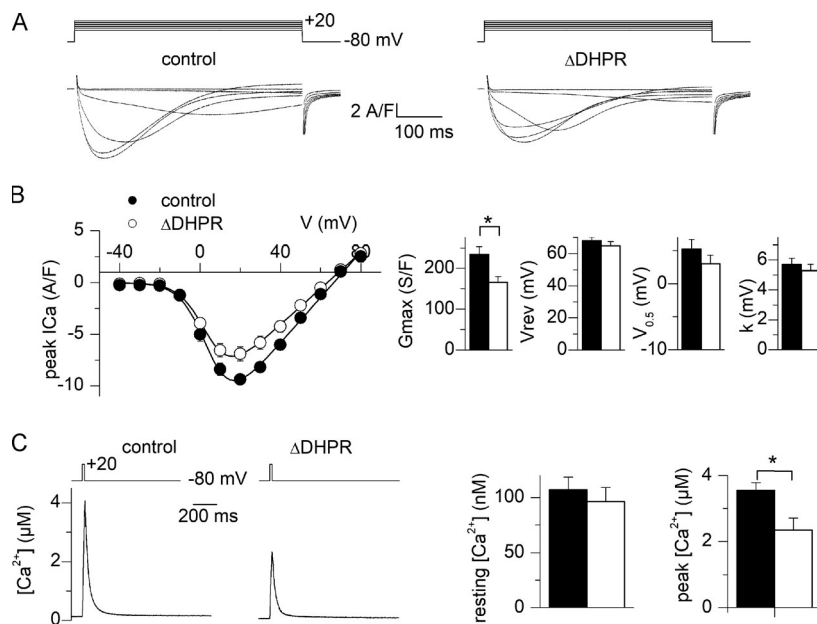 A
+20
-80 mV
control
ΔDHPR
2 A/F
100 ms
B
control
ΔDHPR
V (mV)
peak ICa (A/F)
5
0
-5
-10
-40
0
40
80
Gmax (S/F)
200
100
0
*
Vrev (mV)
60
40
20
0
V0.5 (mV)
0
-10
k (mV)
6
4
2
0
C
control
ΔDHPR
+20
-80 mV
200 ms
[Ca2+] (µM)
4
2
0
resting [Ca2+] (nM)
100
50
0
peak [Ca2+] (µM)
4
2
0
*